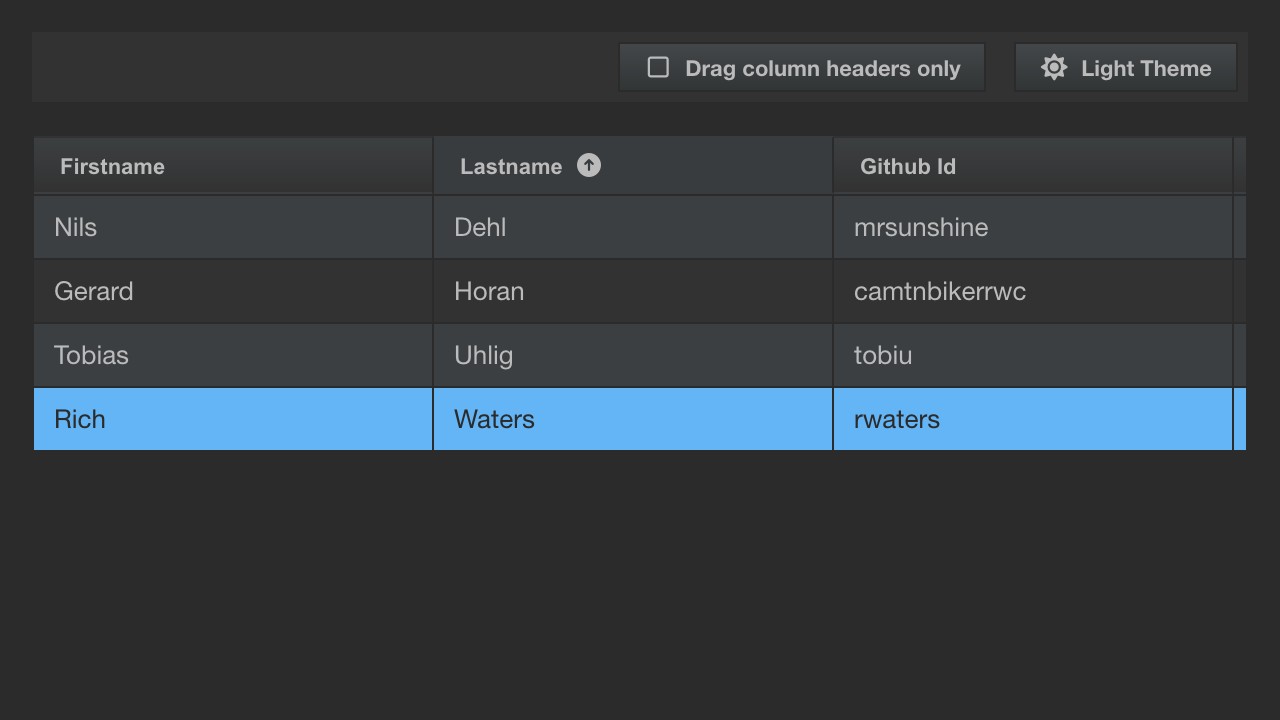 Drag column headers only Light Theme
Firstname Lastname Github Id
Nils Dehl mrsunshine
Gerard Horan camtnbikerrwc
Tobias Uhlig tobiu
Rich Waters rwaters